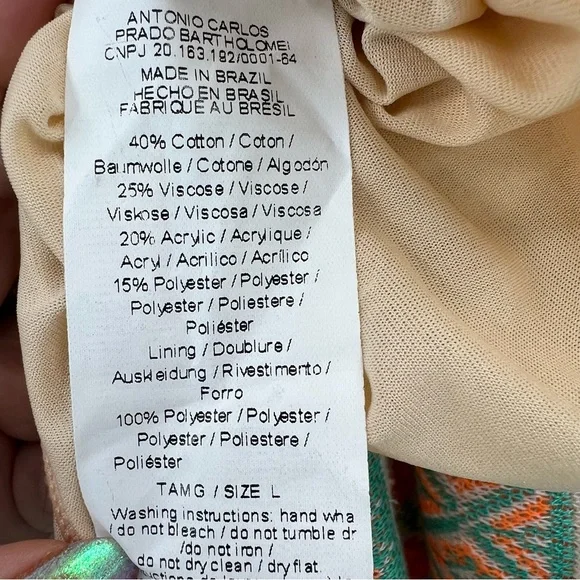 ANTONIO CARLOS
PRADO BARTHOLOMEI
CNPJ 20.163.192/0001-64
MADE IN BRAZIL
HECHO EN BRASIL
FABRIQUÉ AU BRÉSIL
40% Cotton / Coton /
Baumwolle / Cotone / Algodón
25% Viscose / Viscose /
Viskose / Viscosa / Viscosa
20% Acrylic / Acrylique /
Acryl / Acrilico / Acrílico
15% Polyester / Polyester /
Polyester / Poliestere /
Poliéster
Lining / Doublure /
Auskleidung / Rivestimento /
Forro
100% Polyester / Polyester /
Polyester / Poliestere /
Poliéster
TAMG / SIZE L
Washing instructions: hand wha
/ do not bleach / do not tumble dr
/do not iron /
do not dry clean / dry flat.